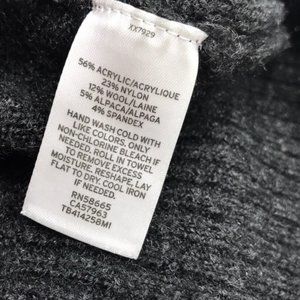 XX7929
56% ACRYLIC/ACRYLIQUE
23% NYLON
12% WOOL/LAINE
5% ALPACA/ALPAGA
4% SPANDEX
HAND WASH COLD WITH
LIKE COLORS, ONLY
NON-CHLORINE BLEACH IF
NEEDED. ROLL IN TOWEL
TO REMOVE EXCESS
MOISTURE. RESHAPE, LAY
FLAT TO DRY. COOL IRON
IF NEEDED.
RN58665
CA57963
TB414258MI